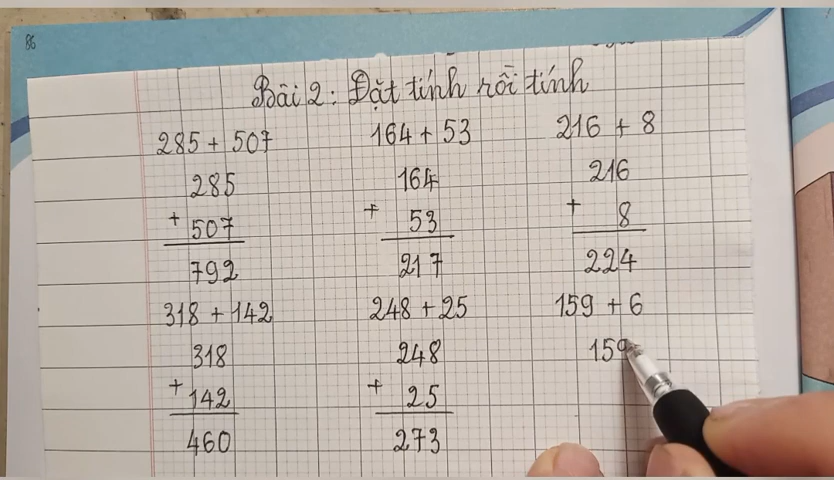 86
Bài 2: Đặt tính rồi tính
285 + 507 164 + 53 216 + 8
285 164 216
+ 507 + 53 + 8
792 217 224
318 + 142 248 + 25 159 + 6
318 248 159
+ 142 + 25
460 273